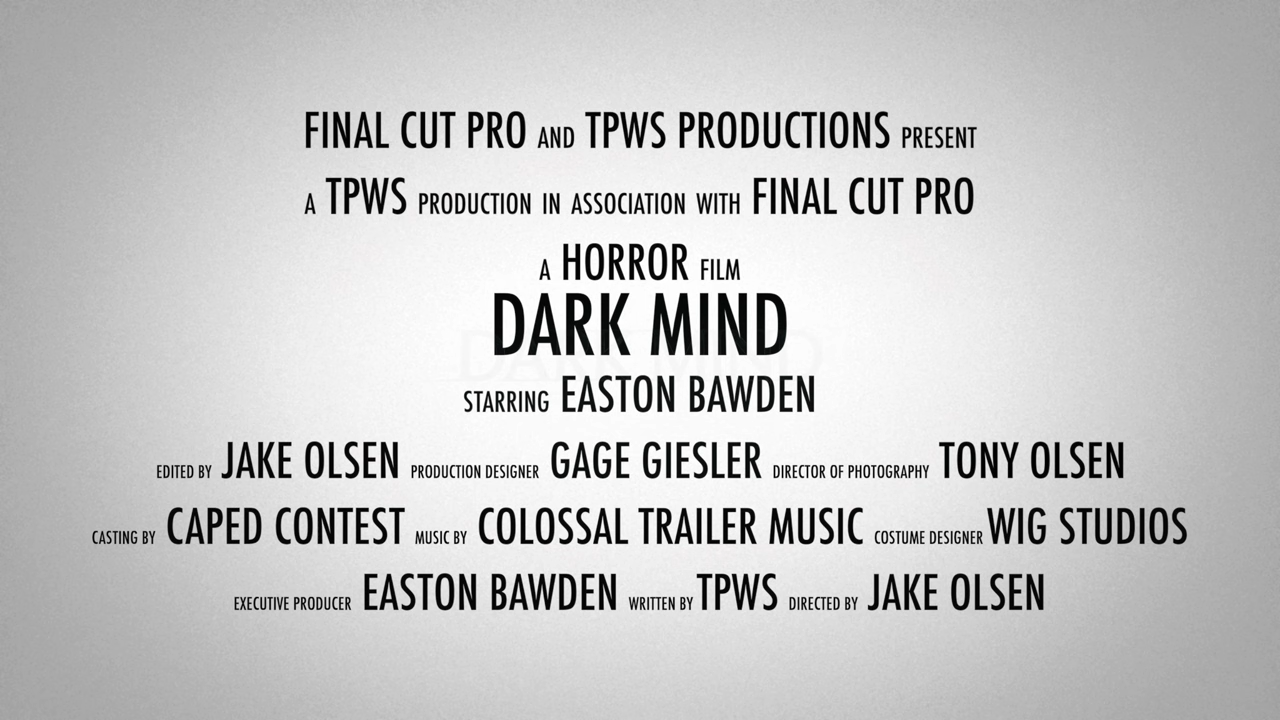 FINAL CUT PRO AND TPWS PRODUCTIONS PRESENT
A TPWS PRODUCTION IN ASSOCIATION WITH FINAL CUT PRO
A HORROR FILM
DARK MIND
STARRING EASTON BAWDEN
EDITED BY JAKE OLSEN PRODUCTION DESIGNER GAGE GIESLER DIRECTOR OF PHOTOGRAPHY TONY OLSEN
CASTING BY CAPED CONTEST MUSIC BY COLOSSAL TRAILER MUSIC COSTUME DESIGNER WIG STUDIOS
EXECUTIVE PRODUCER EASTON BAWDEN WRITTEN BY TPWS DIRECTED BY JAKE OLSEN